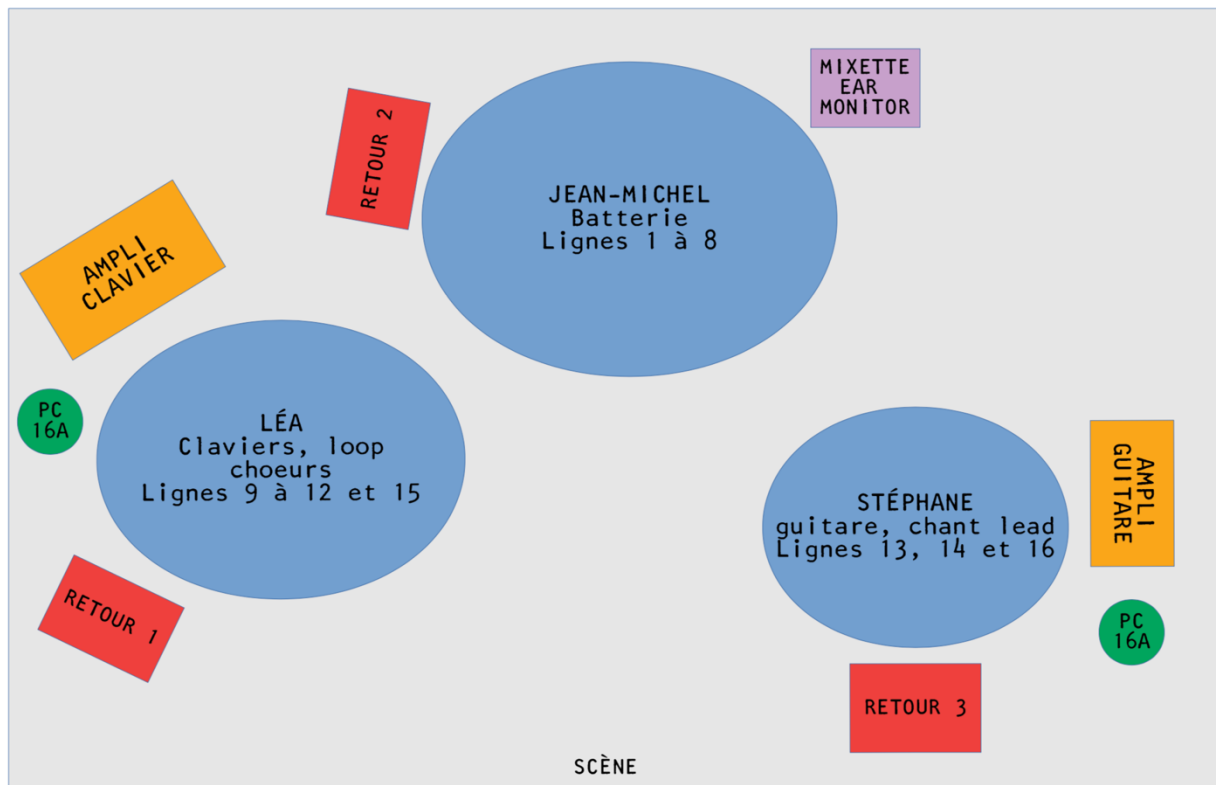 MIXETTE
EAR
MONITOR
RETOUR 2
JEAN-MICHEL
Batterie
Lignes 1 à 8
AMPLI
CLAVIER
PC
16A
LÉA
Claviers, loop
choeurs
Lignes 9 à 12 et 15
AMPLI
GUITARE
STÉPHANE
guitare, chant lead
Lignes 13, 14 et 16
RETOUR 1
PC
16A
RETOUR 3
SCÈNE